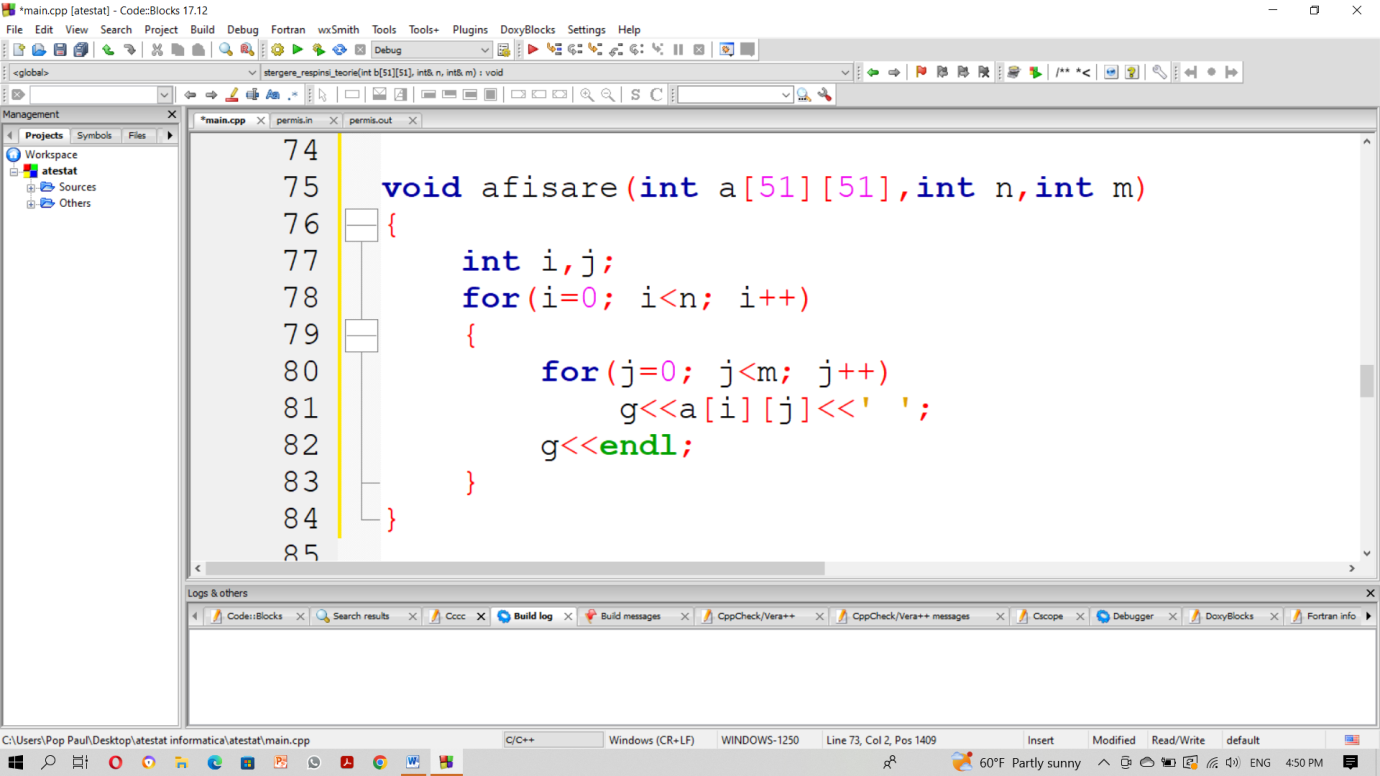 *main.cpp [atestat] - Code::Blocks 17.12
File Edit View Search Project Build Debug Fortran wxSmith Tools Tools+ Plugins DoxyBlocks Settings Help
Debug
<global> stergere_respinsi_teorie(int b[51][51], int& n, int& m) : void
/** *<
S C
Management
*main.cpp permis.in permis.out
Projects Symbols Files
Workspace
atestat
Sources
Others
74
75 void afisare(int a[51][51],int n,int m)
76 {
77 int i,j;
78 for(i=0; i<n; i++)
79 {
80 for(j=0; j<m; j++)
81 g<<a[i][j]<<' ';
82 g<<endl;
83 }
84 }
85
Logs & others
Code::Blocks Search results Cccc Build log Build messages CppCheck/Vera++ CppCheck/Vera++ messages Cscope Debugger DoxyBlocks Fortran info
C:\Users\Pop Paul\Desktop\atestat informatica\atestat\main.cpp C/C++ Windows (CR+LF) WINDOWS-1250 Line 73, Col 2, Pos 1409 Insert Modified Read/Write default
60°F Partly sunny ENG 4:50 PM